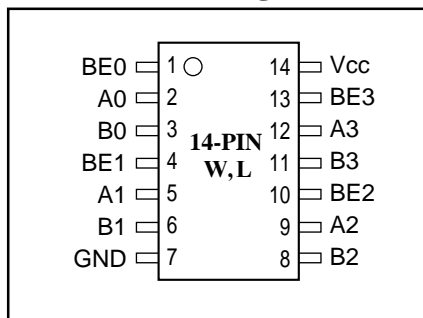 BE0 1 14 Vcc
A0 2 13 BE3
B0 3 12 A3
14-PIN
BE1 4 11 B3
W, L
A1 5 10 BE2
B1 6 9 A2
GND 7 8 B2